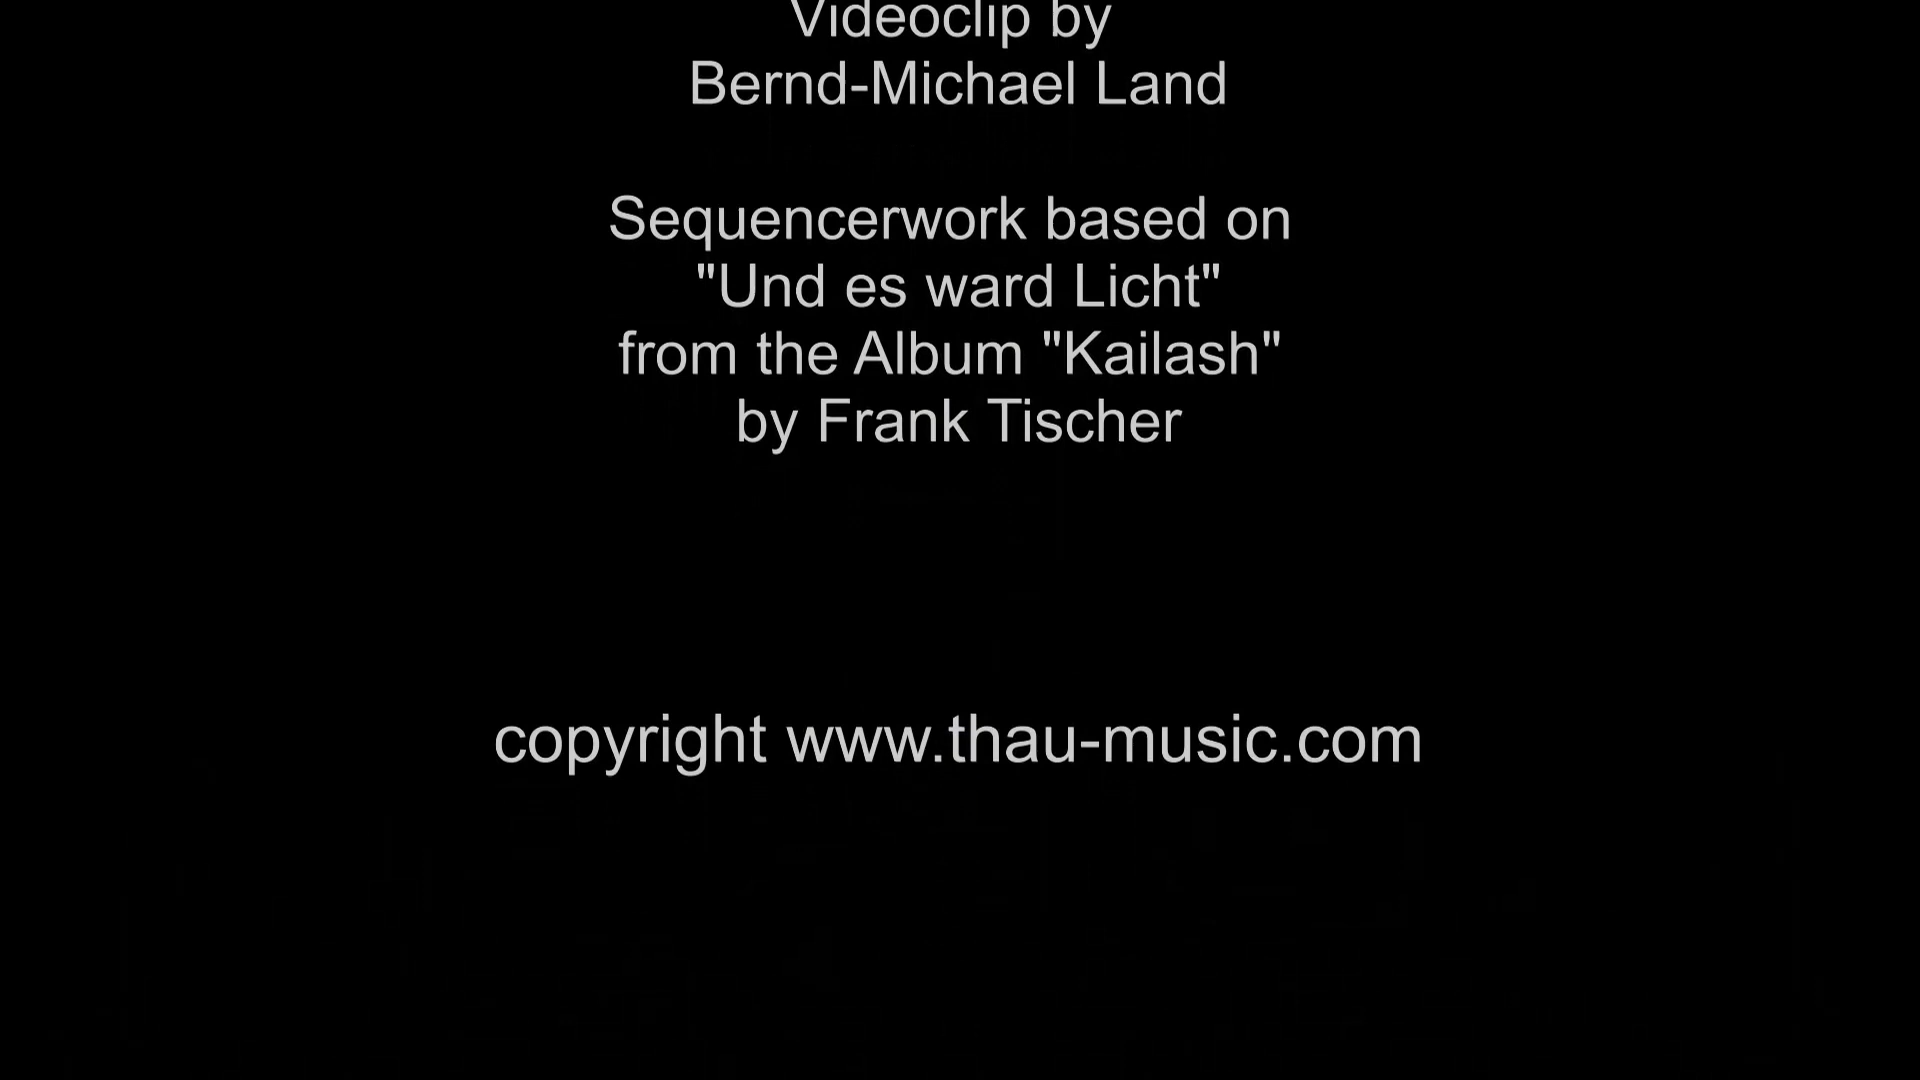 Videoclip by
Bernd-Michael Land
Sequencerwork based on
"Und es ward Licht"
from the Album "Kailash"
by Frank Tischer
copyright www.thau-music.com